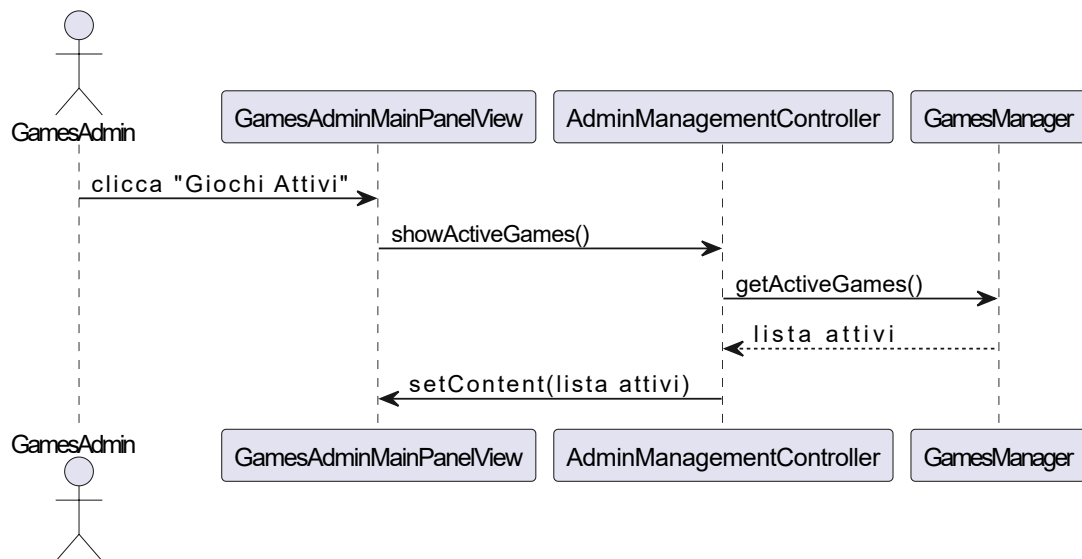 GamesAdmin
GamesAdminMainPanelView
AdminManagementController
GamesManager
clicca "Giochi Attivi"
showActiveGames()
getActiveGames()
lista attivi
setContent(lista attivi)
GamesAdmin
GamesAdminMainPanelView
AdminManagementController
GamesManager